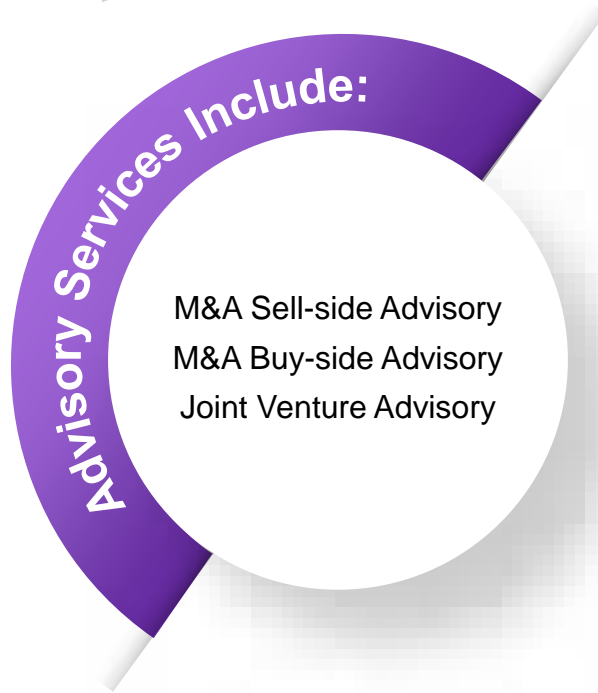 Advisory Services Include:
M&A Sell-side Advisory
M&A Buy-side Advisory
Joint Venture Advisory